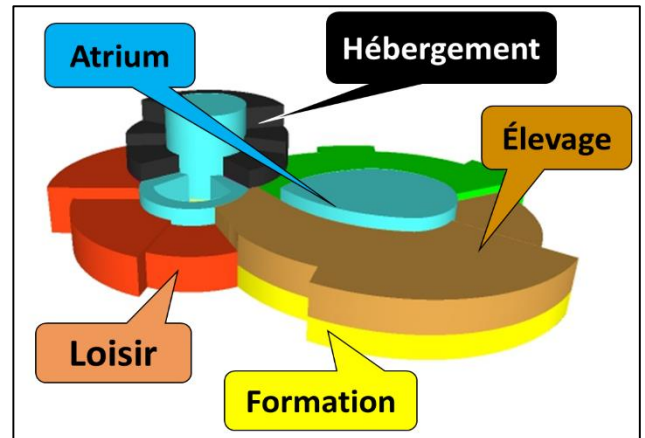 Hébergement
Atrium
Élevage
Loisir
Formation